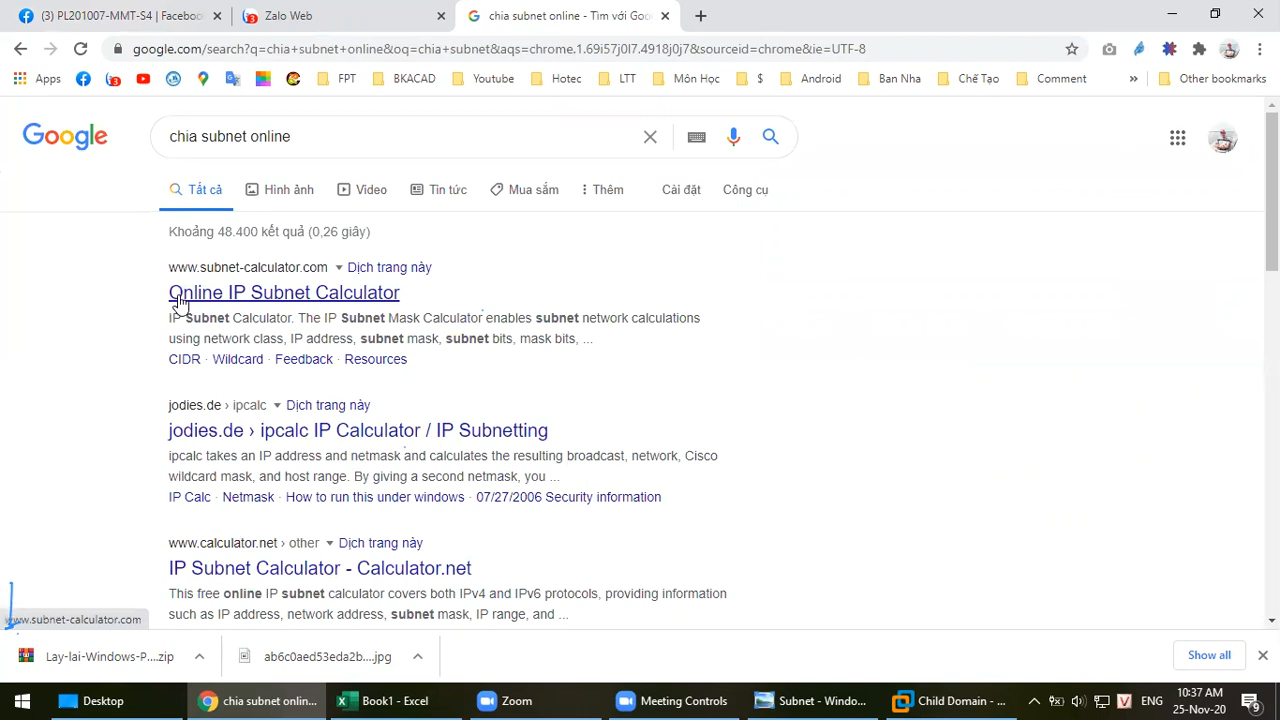 (3) PL201007-MMT-S4 | Facebook
Zalo Web
chia subnet online - Tìm với Goo
google.com/search?q=chia+subnet+online&oq=chia+subnet&aqs=chrome.1.69i57j0l7.4918j0j7&sourceid=chrome&ie=UTF-8
Apps
FPT
BKACAD
Youtube
Hotec
LTT
Môn Học
$
Android
Ban Nha
Chế Tạo
Comment
»
Other bookmarks
Google
chia subnet online
Tất cả
Hình ảnh
Video
Tin tức
Mua sắm
Thêm
Cài đặt
Công cụ
Khoảng 48.400 kết quả (0,26 giây)
www.subnet-calculator.com Dịch trang này
Online IP Subnet Calculator
IP Subnet Calculator. The IP Subnet Mask Calculator enables subnet network calculations
using network class, IP address, subnet mask, subnet bits, mask bits, ...
CIDR · Wildcard · Feedback · Resources
jodies.de › ipcalc Dịch trang này
jodies.de › ipcalc IP Calculator / IP Subnetting
ipcalc takes an IP address and netmask and calculates the resulting broadcast, network, Cisco
wildcard mask, and host range. By giving a second netmask, you ...
IP Calc · Netmask · How to run this under windows · 07/27/2006 Security information
www.calculator.net › other Dịch trang này
IP Subnet Calculator - Calculator.net
This free online IP subnet calculator covers both IPv4 and IPv6 protocols, providing information
such as IP address, network address, subnet mask, IP range, and ...
www.subnet-calculator.com
Lay-lai-Windows-P....zip
ab6c0aed53eda2b....jpg
Show all
Desktop
chia subnet onlin...
Book1 - Excel
Zoom
Meeting Controls
Subnet - Windo...
Child Domain - ...
V
ENG
10:37 AM
25-Nov-20
9